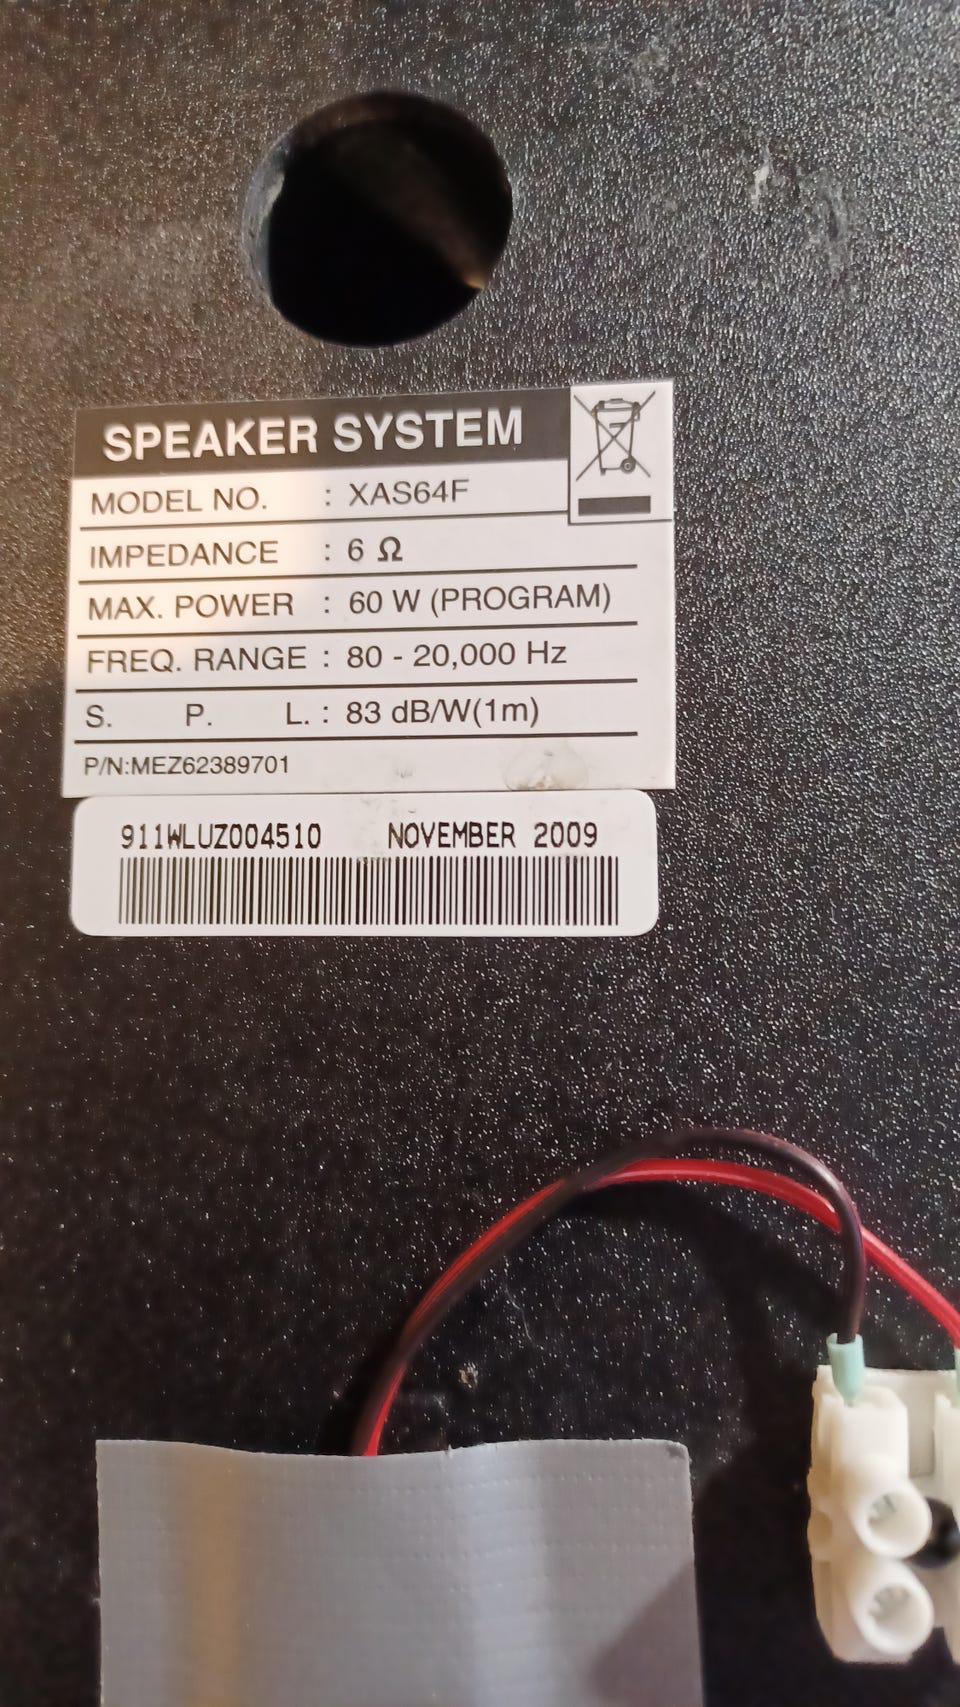 SPEAKER SYSTEM
MODEL NO. : XAS64F
IMPEDANCE : 6 Ω
MAX. POWER : 60 W (PROGRAM)
FREQ. RANGE : 80 - 20,000 Hz
S. P. L. : 83 dB/W(1m)
P/N:MEZ62389701
911WLUZ004510 NOVEMBER 2009